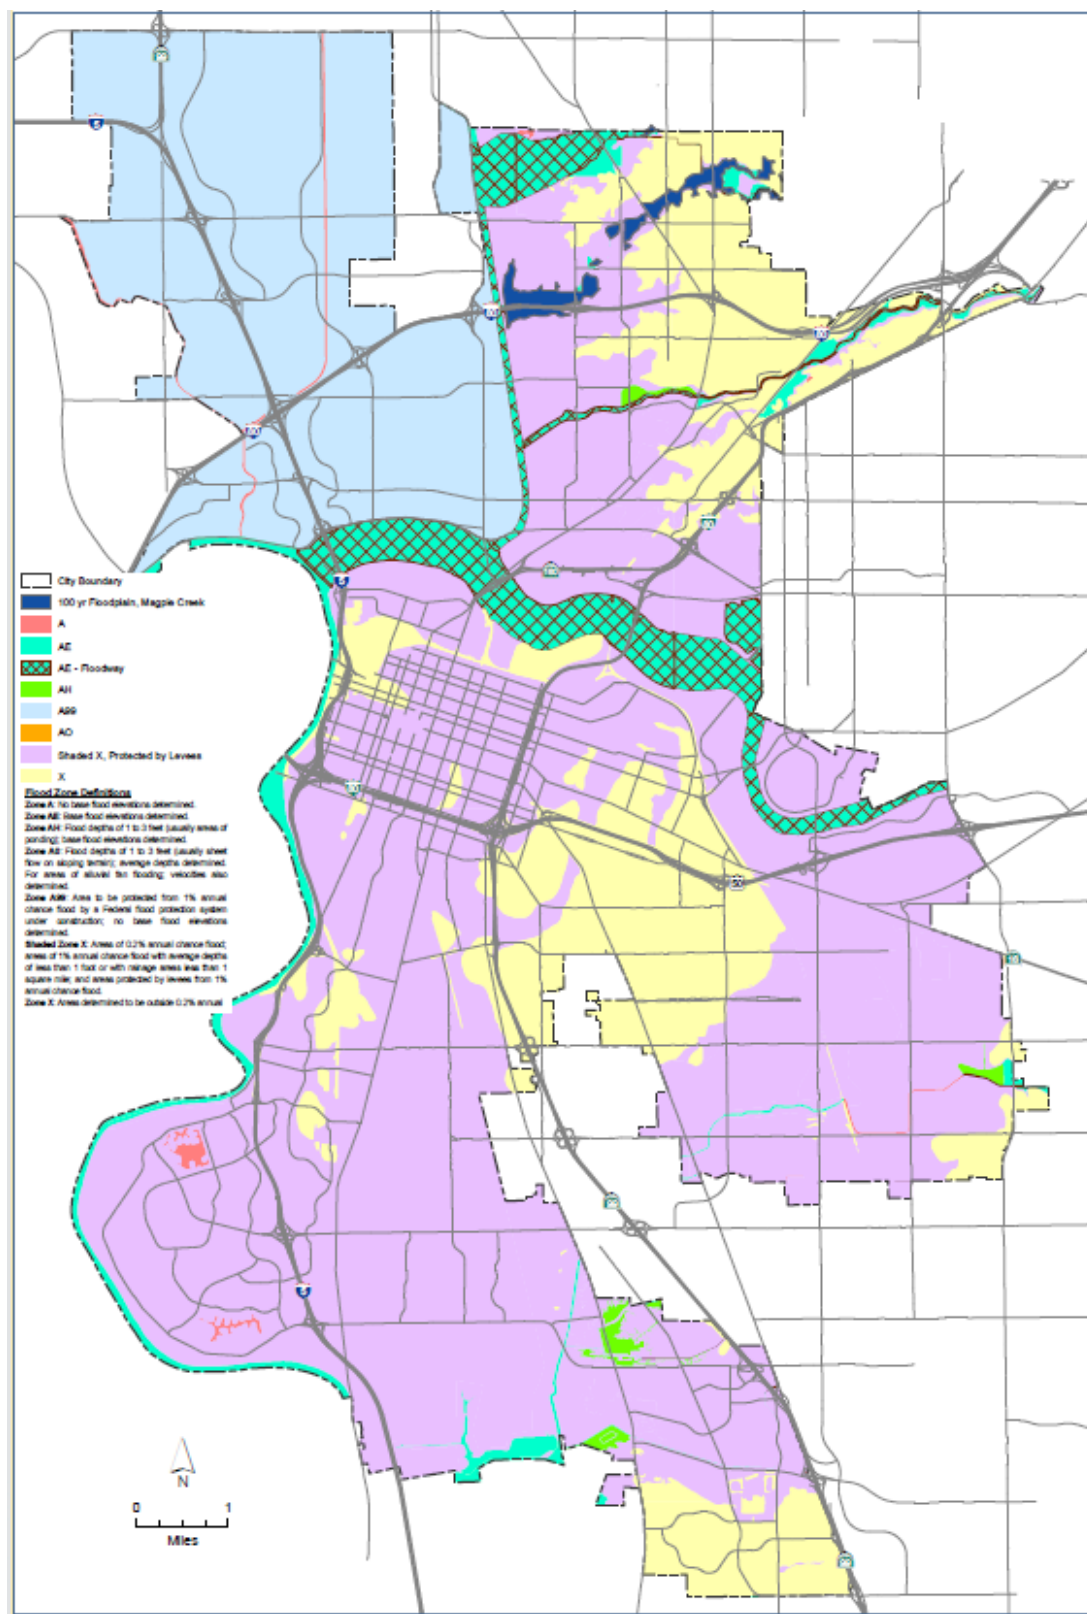 City Boundary
100 yr Floodplain, Magpie Creek
A
AE
AE - Floodway
AH
A99
AO
Shaded X, Protected by Levees
X
Flood Zone Definitions
Zone A: No base flood elevations determined.
Zone AE: Base flood elevations determined.
Zone AH: Flood depths of 1 to 3 feet (usually areas of
ponding); base flood elevations determined.
Zone A0: Flood depths of 1 to 3 feet (usually sheet
flow on sloping terrain); average depths determined.
For areas of alluvial fan flooding; velocities also
determined.
Zone A99: Area to be protected from 1% annual
chance flood by a Federal flood protection system
under construction; no base flood elevations
determined.
Shaded Zone X: Areas of 0.2% annual chance flood;
areas of 1% annual chance flood with average depths
of less than 1 foot or with rainage areas less than 1
square mile; and areas protected by levees from 1%
annual chance flood.
Zone X: Areas determined to be outside 0.2% annual
N
0 1
Miles
5
80
5
50
5